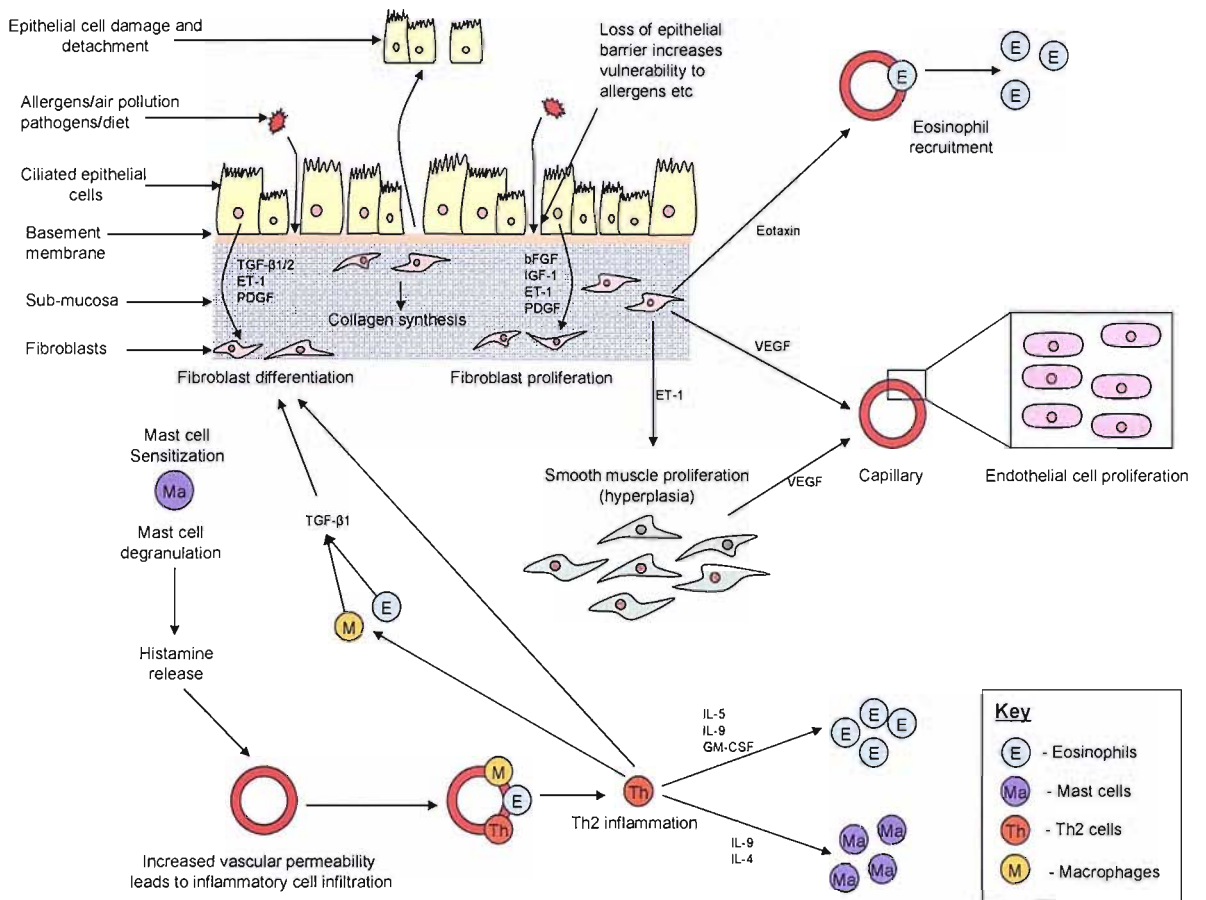 Epithelial cell damage and
detachment
Loss of epithelial
barrier increases
vulnerability to
allergens etc
E
E
E
E
Eosinophil
recruitment
Allergens/air pollution
pathogens/diet
Ciliated epithelial
cells
Basement
membrane
Sub-mucosa
Fibroblasts
TGF-β1/2
ET-1
PDGF
Collagen synthesis
bFGF
IGF-1
ET-1
PDGF
Eotaxin
VEGF
ET-1
Fibroblast differentiation
Fibroblast proliferation
Capillary
Endothelial cell proliferation
Mast cell
Sensitization
Ma
Mast cell
degranulation
Histamine
release
TGF-β1
E
M
Smooth muscle proliferation
(hyperplasia)
VEGF
Increased vascular permeability
leads to inflammatory cell infiltration
M
E
Th
Th
Th2 inflammation
IL-5
IL-9
GM-CSF
E
E
E
E
IL-9
IL-4
Ma
Ma
Ma
Ma
Key
E - Eosinophils
Ma - Mast cells
Th - Th2 cells
M - Macrophages